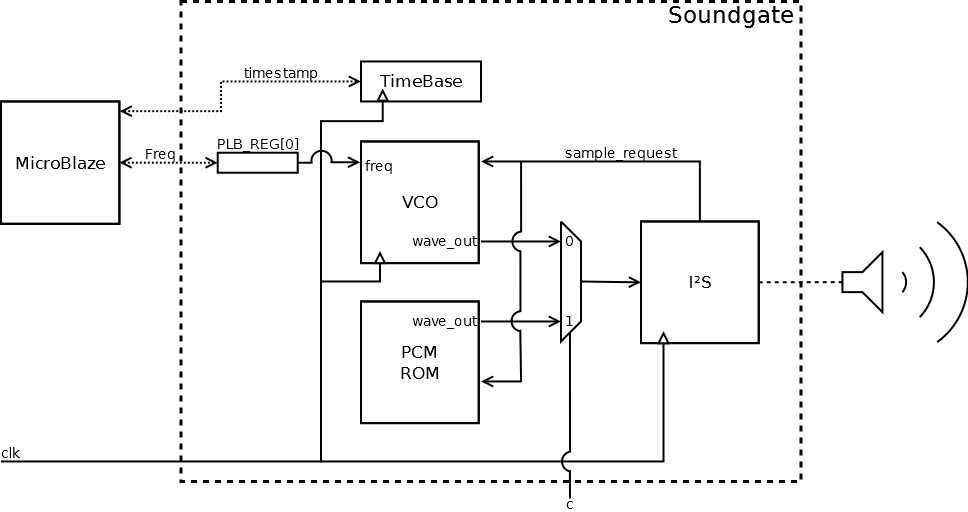 Soundgate
timestamp
TimeBase
MicroBlaze
Freq
PLB_REG[0]
freq
VCO
wave_out
sample_request
0
I²S
wave_out
1
PCM
ROM
clk
c